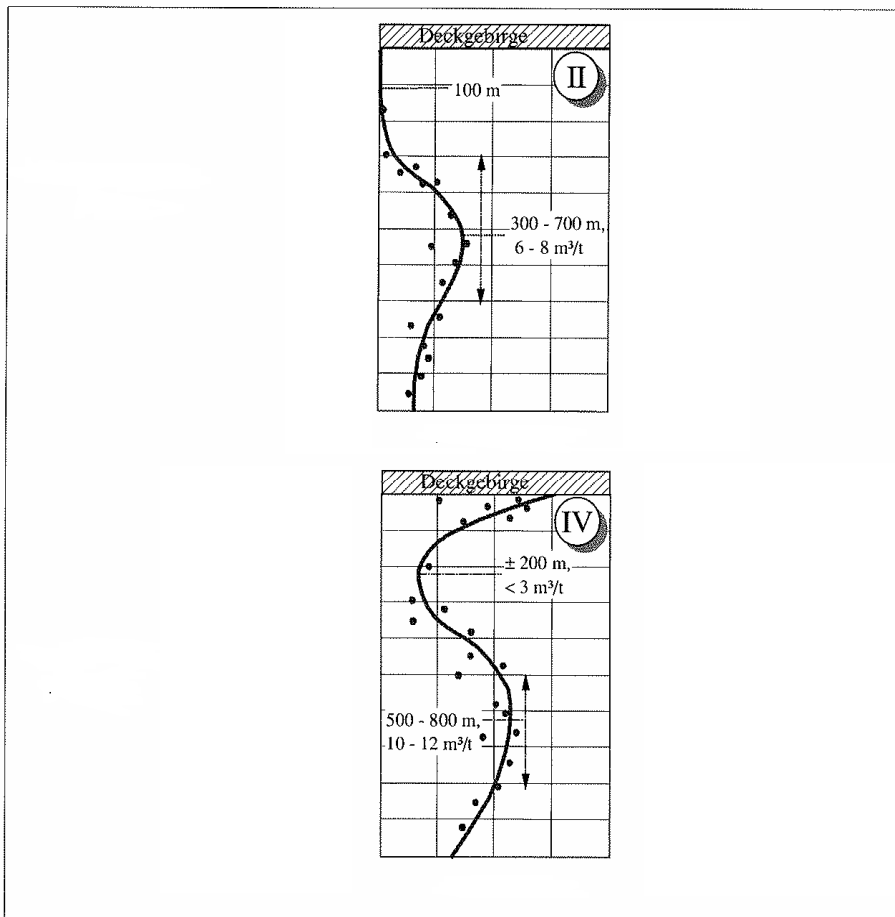 Deckgebirge
II
100 m
300 - 700 m,
6 - 8 m³/t
Deckgebirge
IV
± 200 m,
< 3 m³/t
500 - 800 m,
10 - 12 m³/t